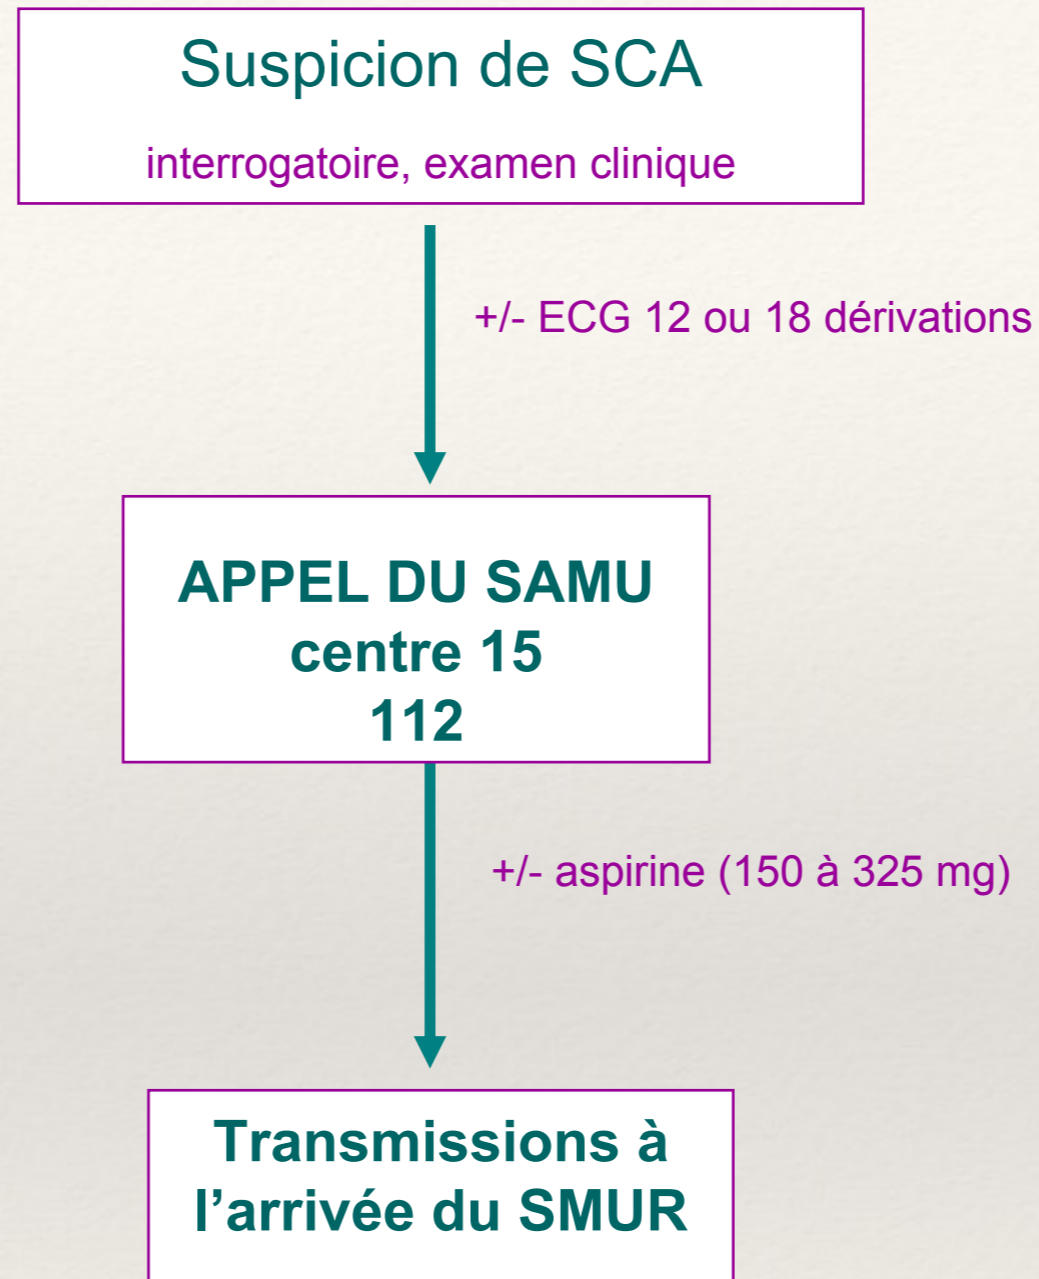 Suspicion de SCA
interrogatoire, examen clinique
+/- ECG 12 ou 18 dérivations
APPEL DU SAMU
centre 15
112
+/- aspirine (150 à 325 mg)
Transmissions à
l’arrivée du SMUR